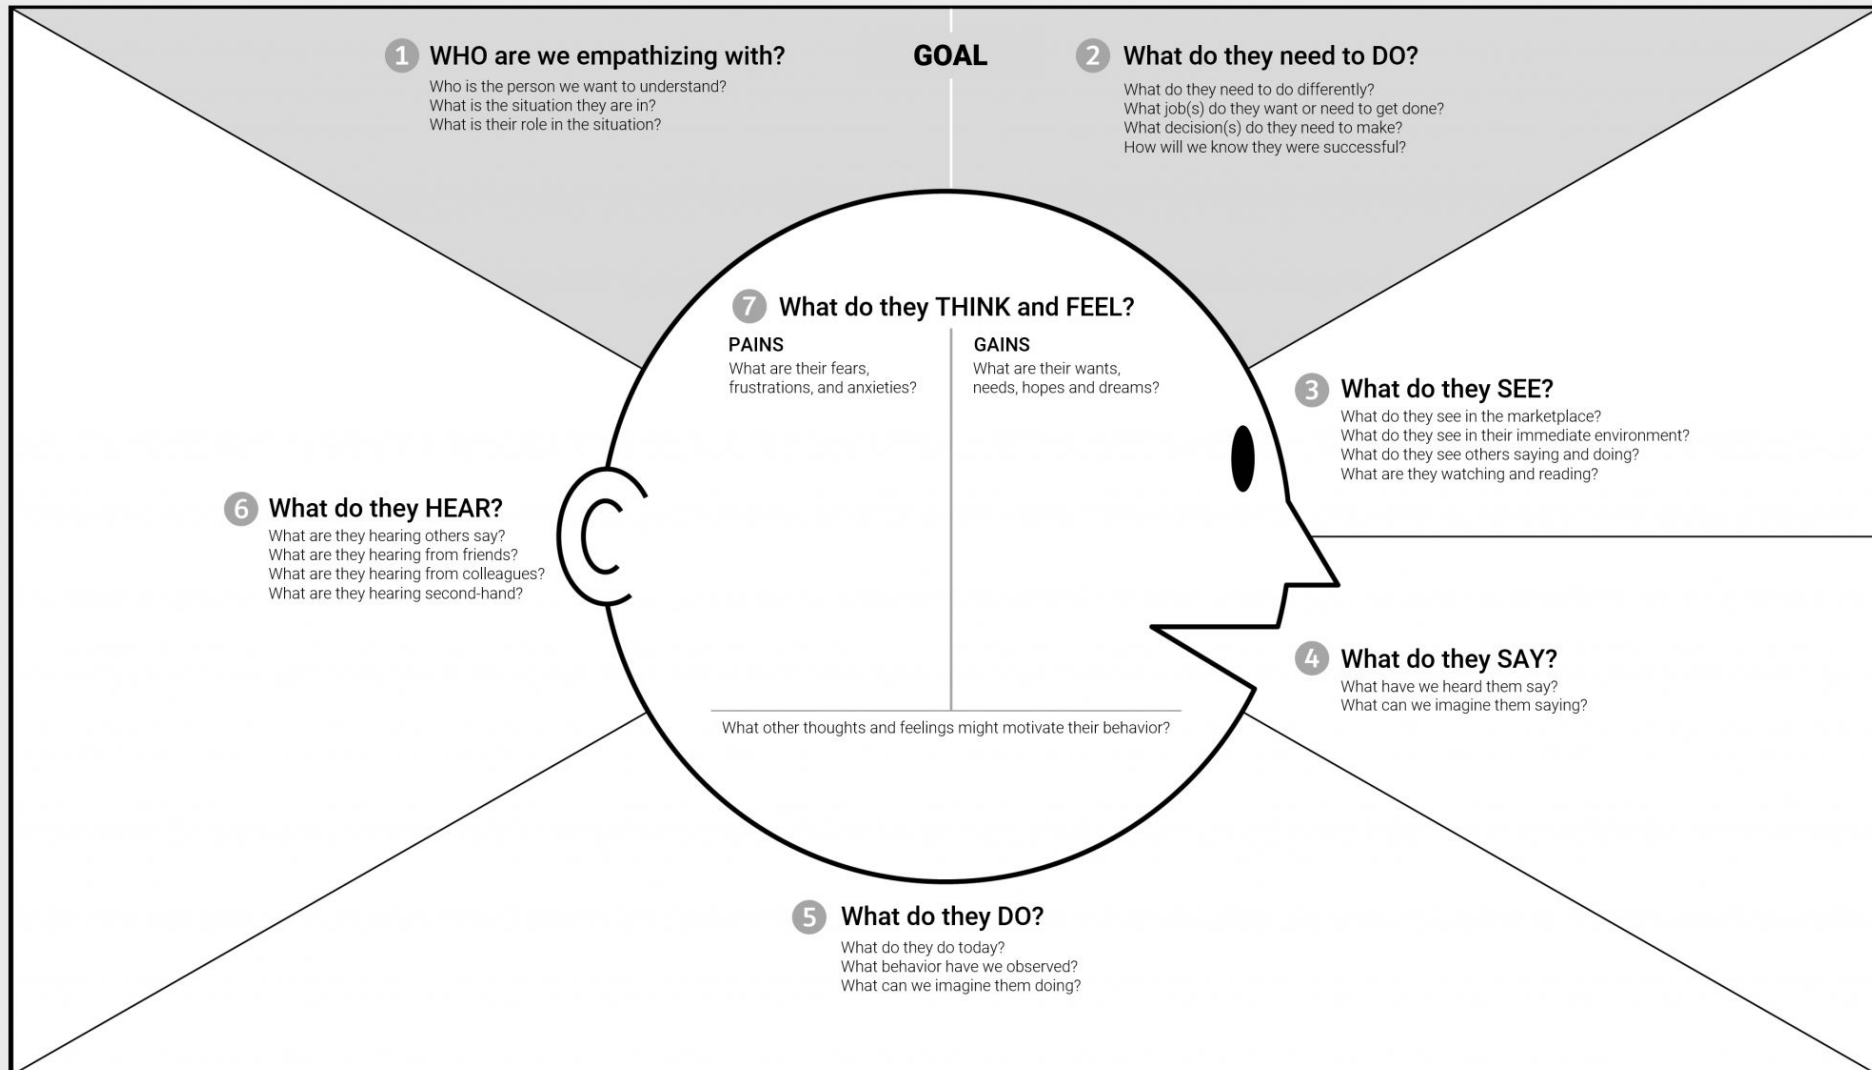 GOAL
1 WHO are we empathizing with?
Who is the person we want to understand?
What is the situation they are in?
What is their role in the situation?
2 What do they need to DO?
What do they need to do differently?
What job(s) do they want or need to get done?
What decision(s) do they need to make?
How will we know they were successful?
3 What do they SEE?
What do they see in the marketplace?
What do they see in their immediate environment?
What do they see others saying and doing?
What are they watching and reading?
4 What do they SAY?
What have we heard them say?
What can we imagine them saying?
5 What do they DO?
What do they do today?
What behavior have we observed?
What can we imagine them doing?
6 What do they HEAR?
What are they hearing others say?
What are they hearing from friends?
What are they hearing from colleagues?
What are they hearing second-hand?
7 What do they THINK and FEEL?
PAINS
What are their fears,
frustrations, and anxieties?
GAINS
What are their wants,
needs, hopes and dreams?
What other thoughts and feelings might motivate their behavior?